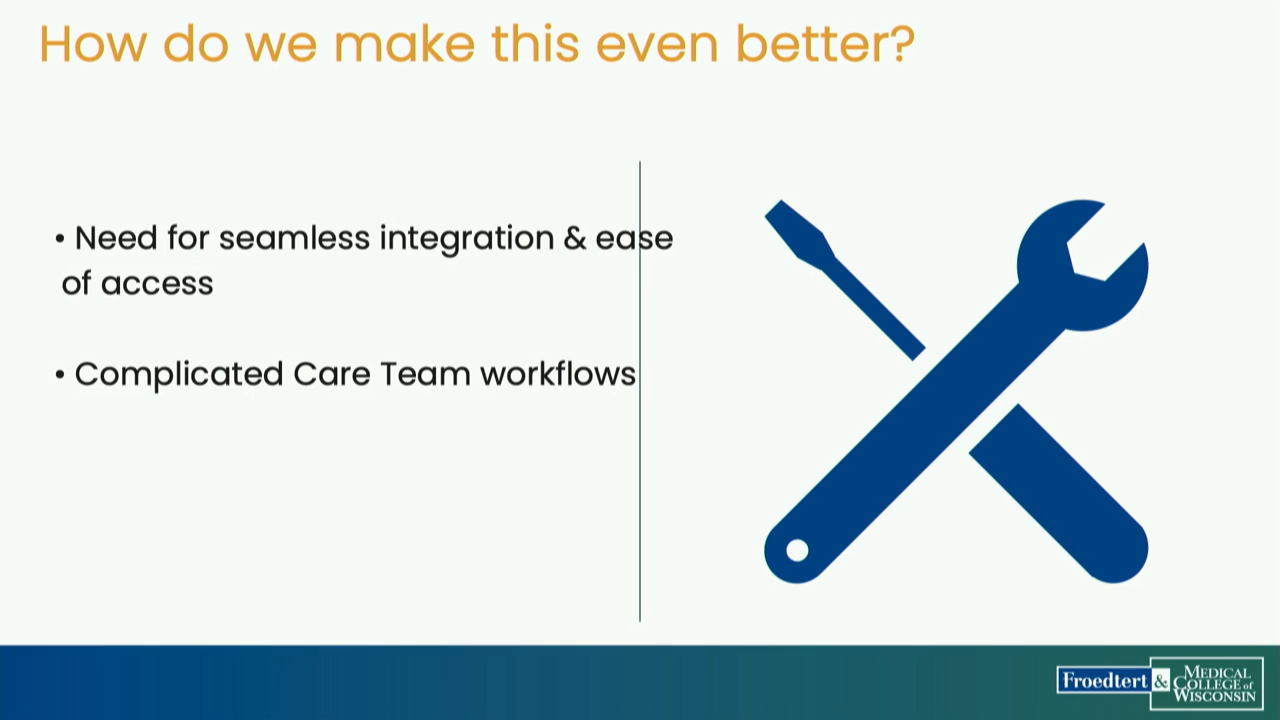 How do we make this even better?
• Need for seamless integration & ease
of access
• Complicated Care Team workflows
Froedtert &
MEDICAL
COLLEGE of
WISCONSIN